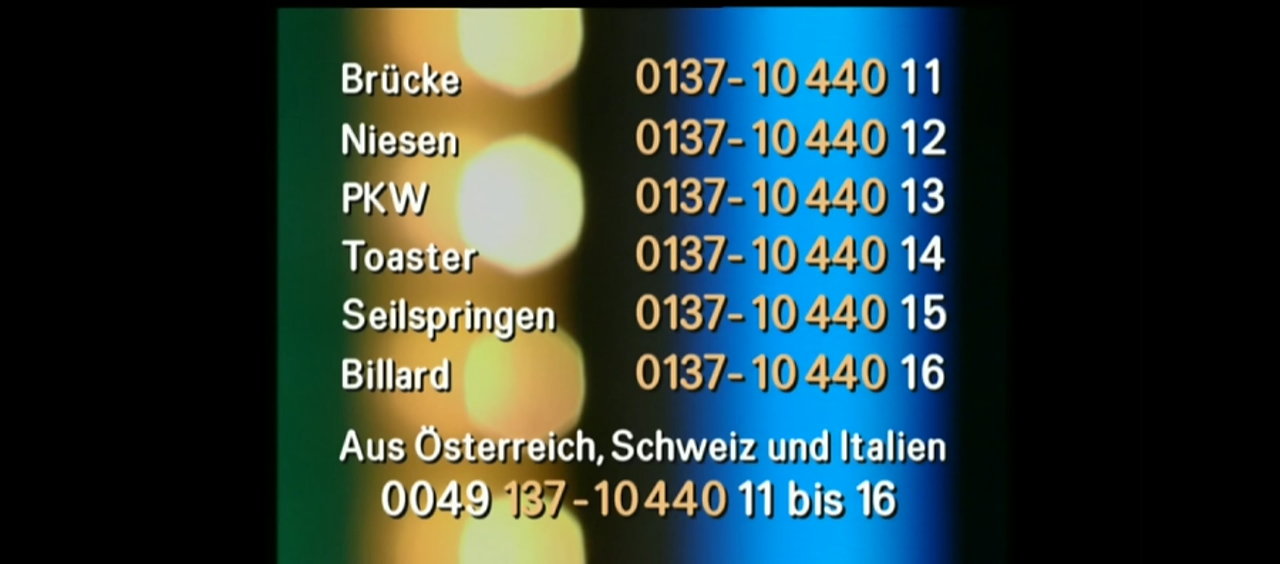 Brücke 0137-10 440 11
Niesen 0137-10 440 12
PKW 0137-10 440 13
Toaster 0137-10 440 14
Seilspringen 0137-10 440 15
Billard 0137-10 440 16
Aus Österreich, Schweiz und Italien
0049 137-10 440 11 bis 16